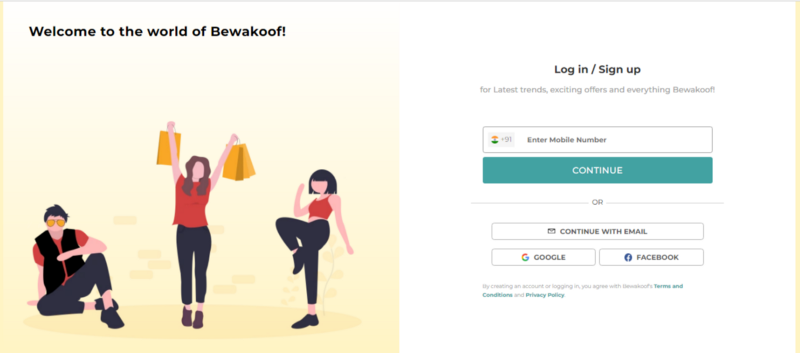 Welcome to the world of Bewakoof!
Log in / Sign up
for Latest trends, exciting offers and everything Bewakoof!
+91 Enter Mobile Number
CONTINUE
OR
CONTINUE WITH EMAIL
GOOGLE FACEBOOK
By creating an account or logging in, you agree with Bewakoof's Terms and
Conditions and Privacy Policy.